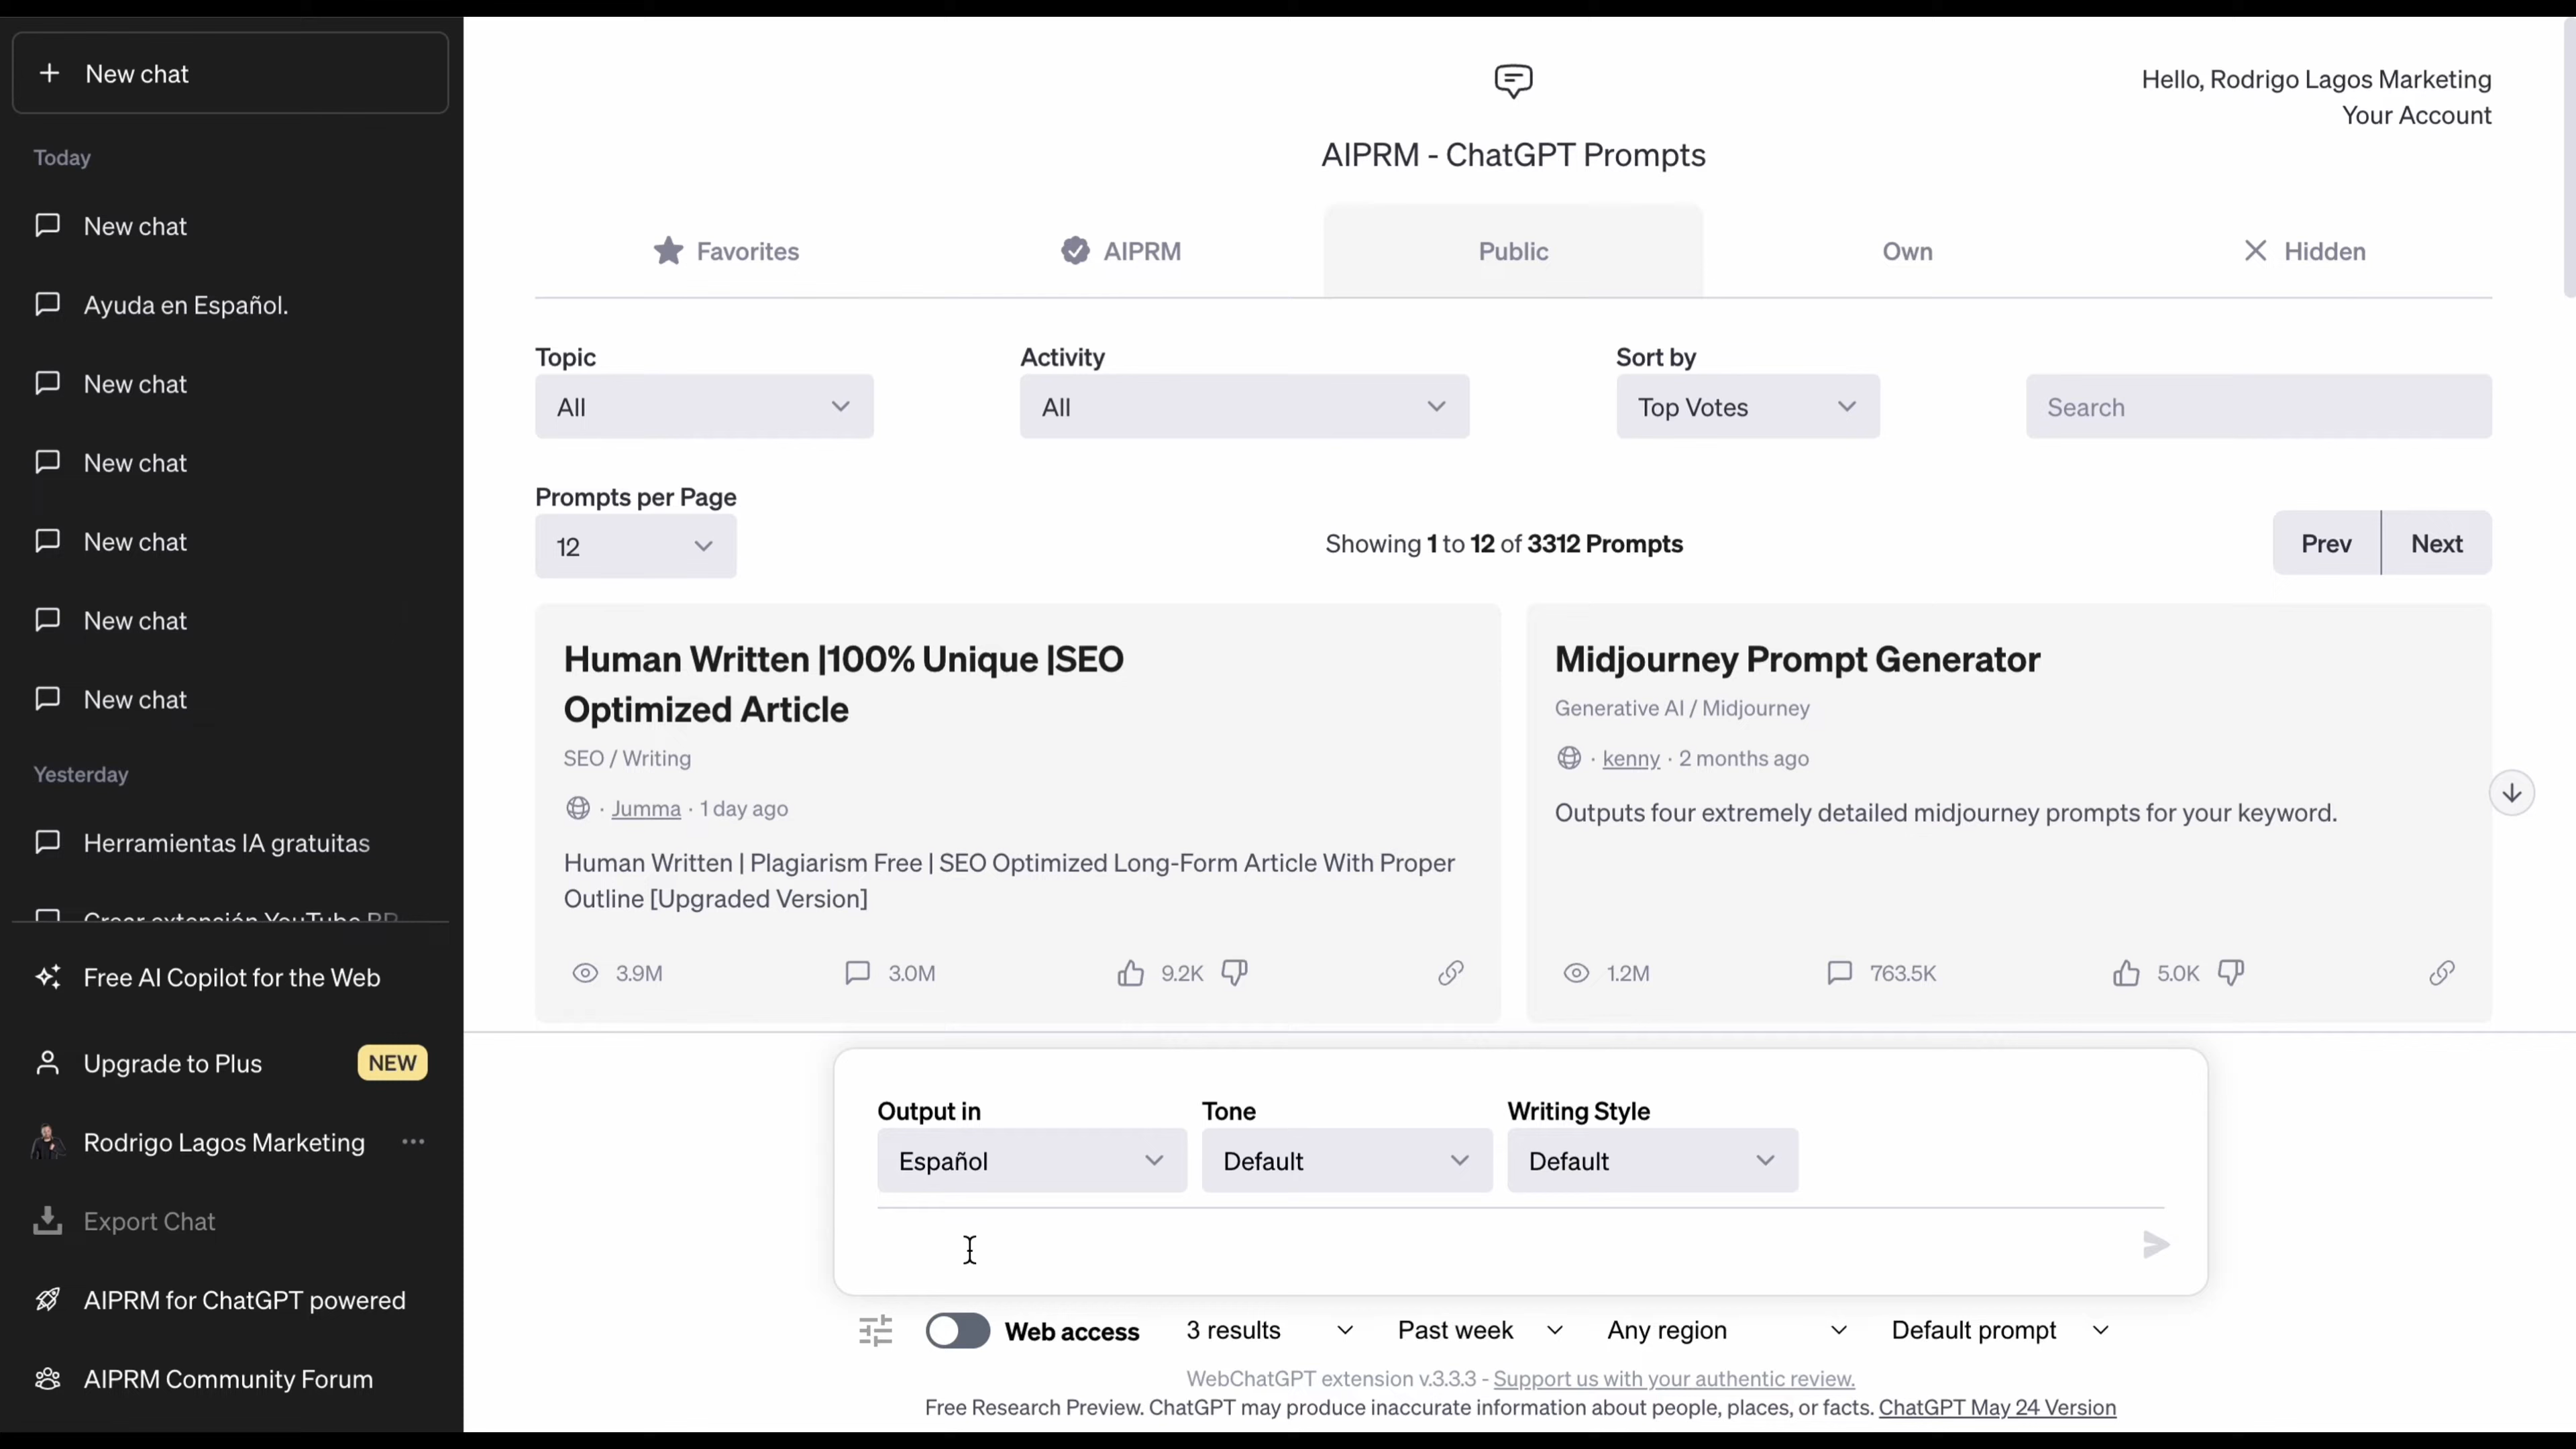 New chat
Today
New chat
Ayuda en Español.
New chat
New chat
New chat
New chat
New chat
Yesterday
Herramientas IA gratuitas
Crear extensión YouTube
Free AI Copilot for the Web
Upgrade to Plus NEW
Rodrigo Lagos Marketing
Export Chat
AIPRM for ChatGPT powered
AIPRM Community Forum
Hello, Rodrigo Lagos Marketing
Your Account
AIPRM - ChatGPT Prompts
Favorites AIPRM Public Own Hidden
Topic Activity Sort by
All All Top Votes Search
Prompts per Page
12 Showing 1 to 12 of 3312 Prompts Prev Next
Human Written |100% Unique |SEO
Optimized Article
SEO / Writing
· Jumma · 1 day ago
Human Written | Plagiarism Free | SEO Optimized Long-Form Article With Proper
Outline [Upgraded Version]
3.9M 3.0M 9.2K
Midjourney Prompt Generator
Generative AI / Midjourney
· kenny · 2 months ago
Outputs four extremely detailed midjourney prompts for your keyword.
1.2M 763.5K 5.0K
Output in Tone Writing Style
Español Default Default
Web access 3 results Past week Any region Default prompt
WebChatGPT extension v.3.3.3 - Support us with your authentic review.
Free Research Preview. ChatGPT may produce inaccurate information about people, places, or facts. ChatGPT May 24 Version